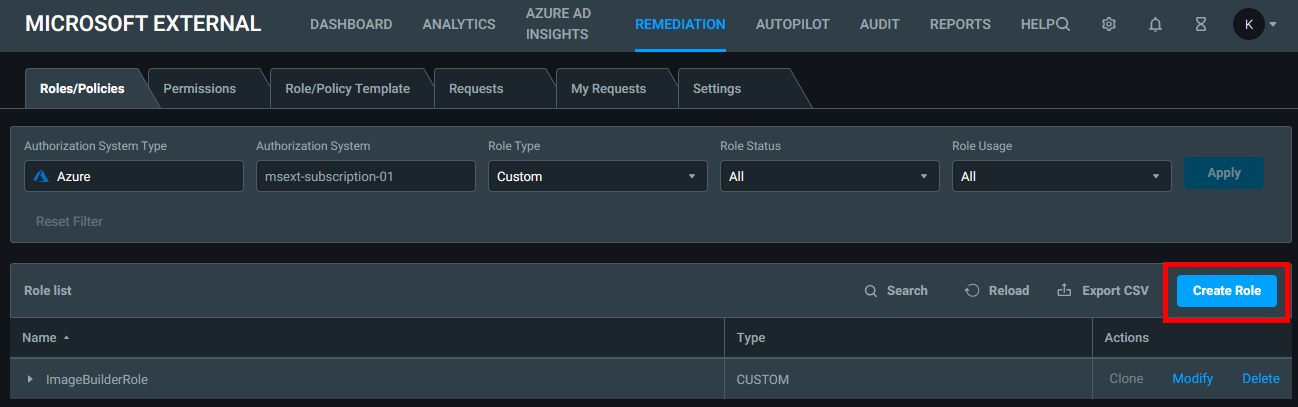 MICROSOFT EXTERNAL
DASHBOARD
ANALYTICS
AZURE AD
INSIGHTS
REMEDIATION
AUTOPILOT
AUDIT
REPORTS
HELP
K
Roles/Policies
Permissions
Role/Policy Template
Requests
My Requests
Settings
Authorization System Type
Authorization System
Role Type
Role Status
Role Usage
Azure
msext-subscription-01
Custom
All
All
Apply
Reset Filter
Role list
Search
Reload
Export CSV
Create Role
Name
Type
Actions
ImageBuilderRole
CUSTOM
Clone
Modify
Delete